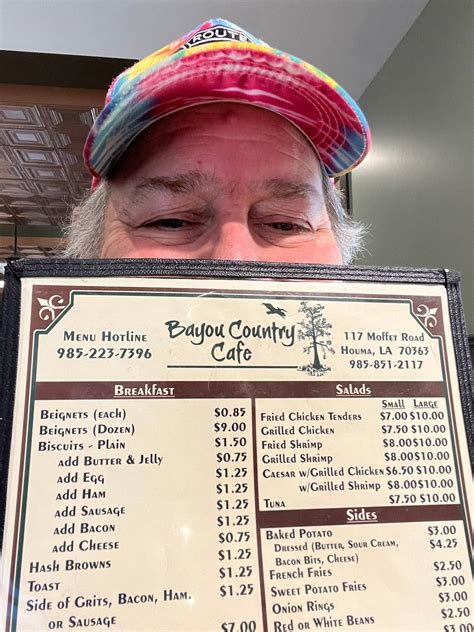 ROUTE
Menu Hotline
985-223-7396
Bayou Country
Cafe
117 Moffet Road
Houma, LA 70363
985-851-2117
Breakfast
Beignets (each) $0.85
Beignets (Dozen) $9.00
Biscuits - Plain $1.50
add Butter & Jelly $0.75
add Egg $1.25
add Ham $1.25
add Sausage $1.25
add Bacon $1.25
add Cheese $0.75
Hash Browns $1.25
Toast $1.25
Side of Grits, Bacon, Ham,
or Sausage $7.00
Salads
Small Large
Fried Chicken Tenders $7.00 $10.00
Grilled Chicken $7.50 $10.00
Fried Shrimp $8.00 $10.00
Grilled Shrimp $8.00 $10.00
Caesar w/Grilled Chicken $6.50 $10.00
w/Grilled Shrimp $8.00 $10.00
Tuna $7.50 $10.00
Sides
Baked Potato $3.00
Dressed (Butter, Sour Cream, $4.25
Bacon Bits, Cheese)
French Fries $2.50
Sweet Potato Fries $3.00
Onion Rings $3.00
Red or White Beans $2.50